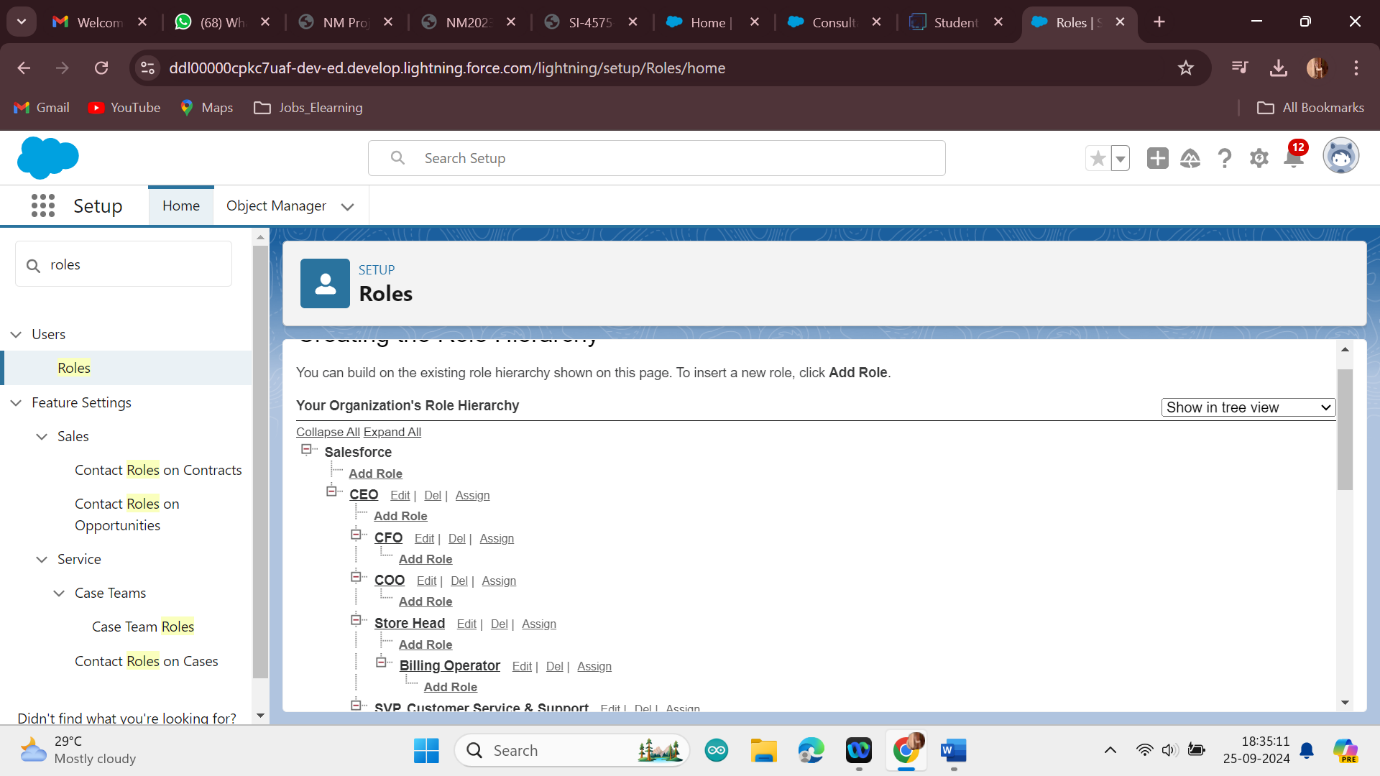 Welcom
(68) Wha
NM Proj
NM2023
SI-4575
Home |
Consult
Student
Roles | S
ddl00000cpkc7uaf-dev-ed.develop.lightning.force.com/lightning/setup/Roles/home
Gmail
YouTube
Maps
Jobs_Elearning
All Bookmarks
Search Setup
12
Setup
Home
Object Manager
roles
Users
Roles
Feature Settings
Sales
Contact Roles on Contracts
Contact Roles on
Opportunities
Service
Case Teams
Case Team Roles
Contact Roles on Cases
Didn't find what you're looking for?
SETUP
Roles
Creating the Role Hierarchy
You can build on the existing role hierarchy shown on this page. To insert a new role, click Add Role.
Your Organization's Role Hierarchy
Show in tree view
Collapse All Expand All
Salesforce
Add Role
CEO Edit | Del | Assign
Add Role
CFO Edit | Del | Assign
Add Role
COO Edit | Del | Assign
Add Role
Store Head Edit | Del | Assign
Add Role
Billing Operator Edit | Del | Assign
Add Role
SVP, Customer Service & Support Edit | Del | Assign
29°C
Mostly cloudy
Search
18:35:11
25-09-2024
PRE